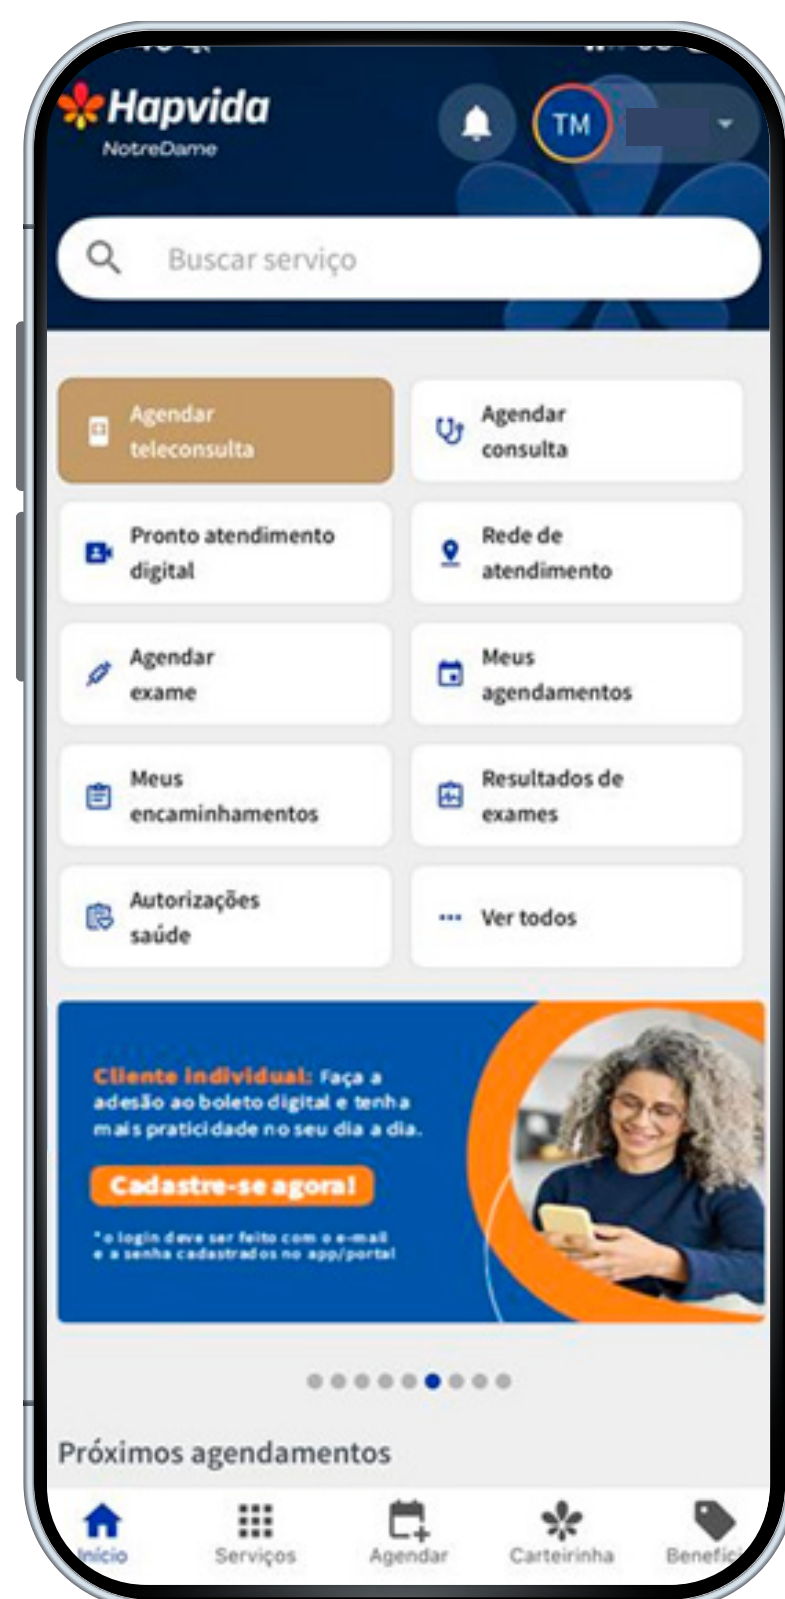 Hapvida
NotreDame
TM
Buscar serviço
Agendar
teleconsulta
Agendar
consulta
Pronto atendimento
digital
Rede de
atendimento
Agendar
exame
Meus
agendamentos
Meus
encaminhamentos
Resultados de
exames
Autorizações
saúde
Ver todos
Cliente individual: Faça a
adesão ao boleto digital e tenha
mais praticidade no seu dia a dia.
Cadastre-se agora!
*o login deve ser feito com o e-mail
e a senha cadastrados no app/portal
Próximos agendamentos
Início
Serviços
Agendar
Carteirinha
Benefíci